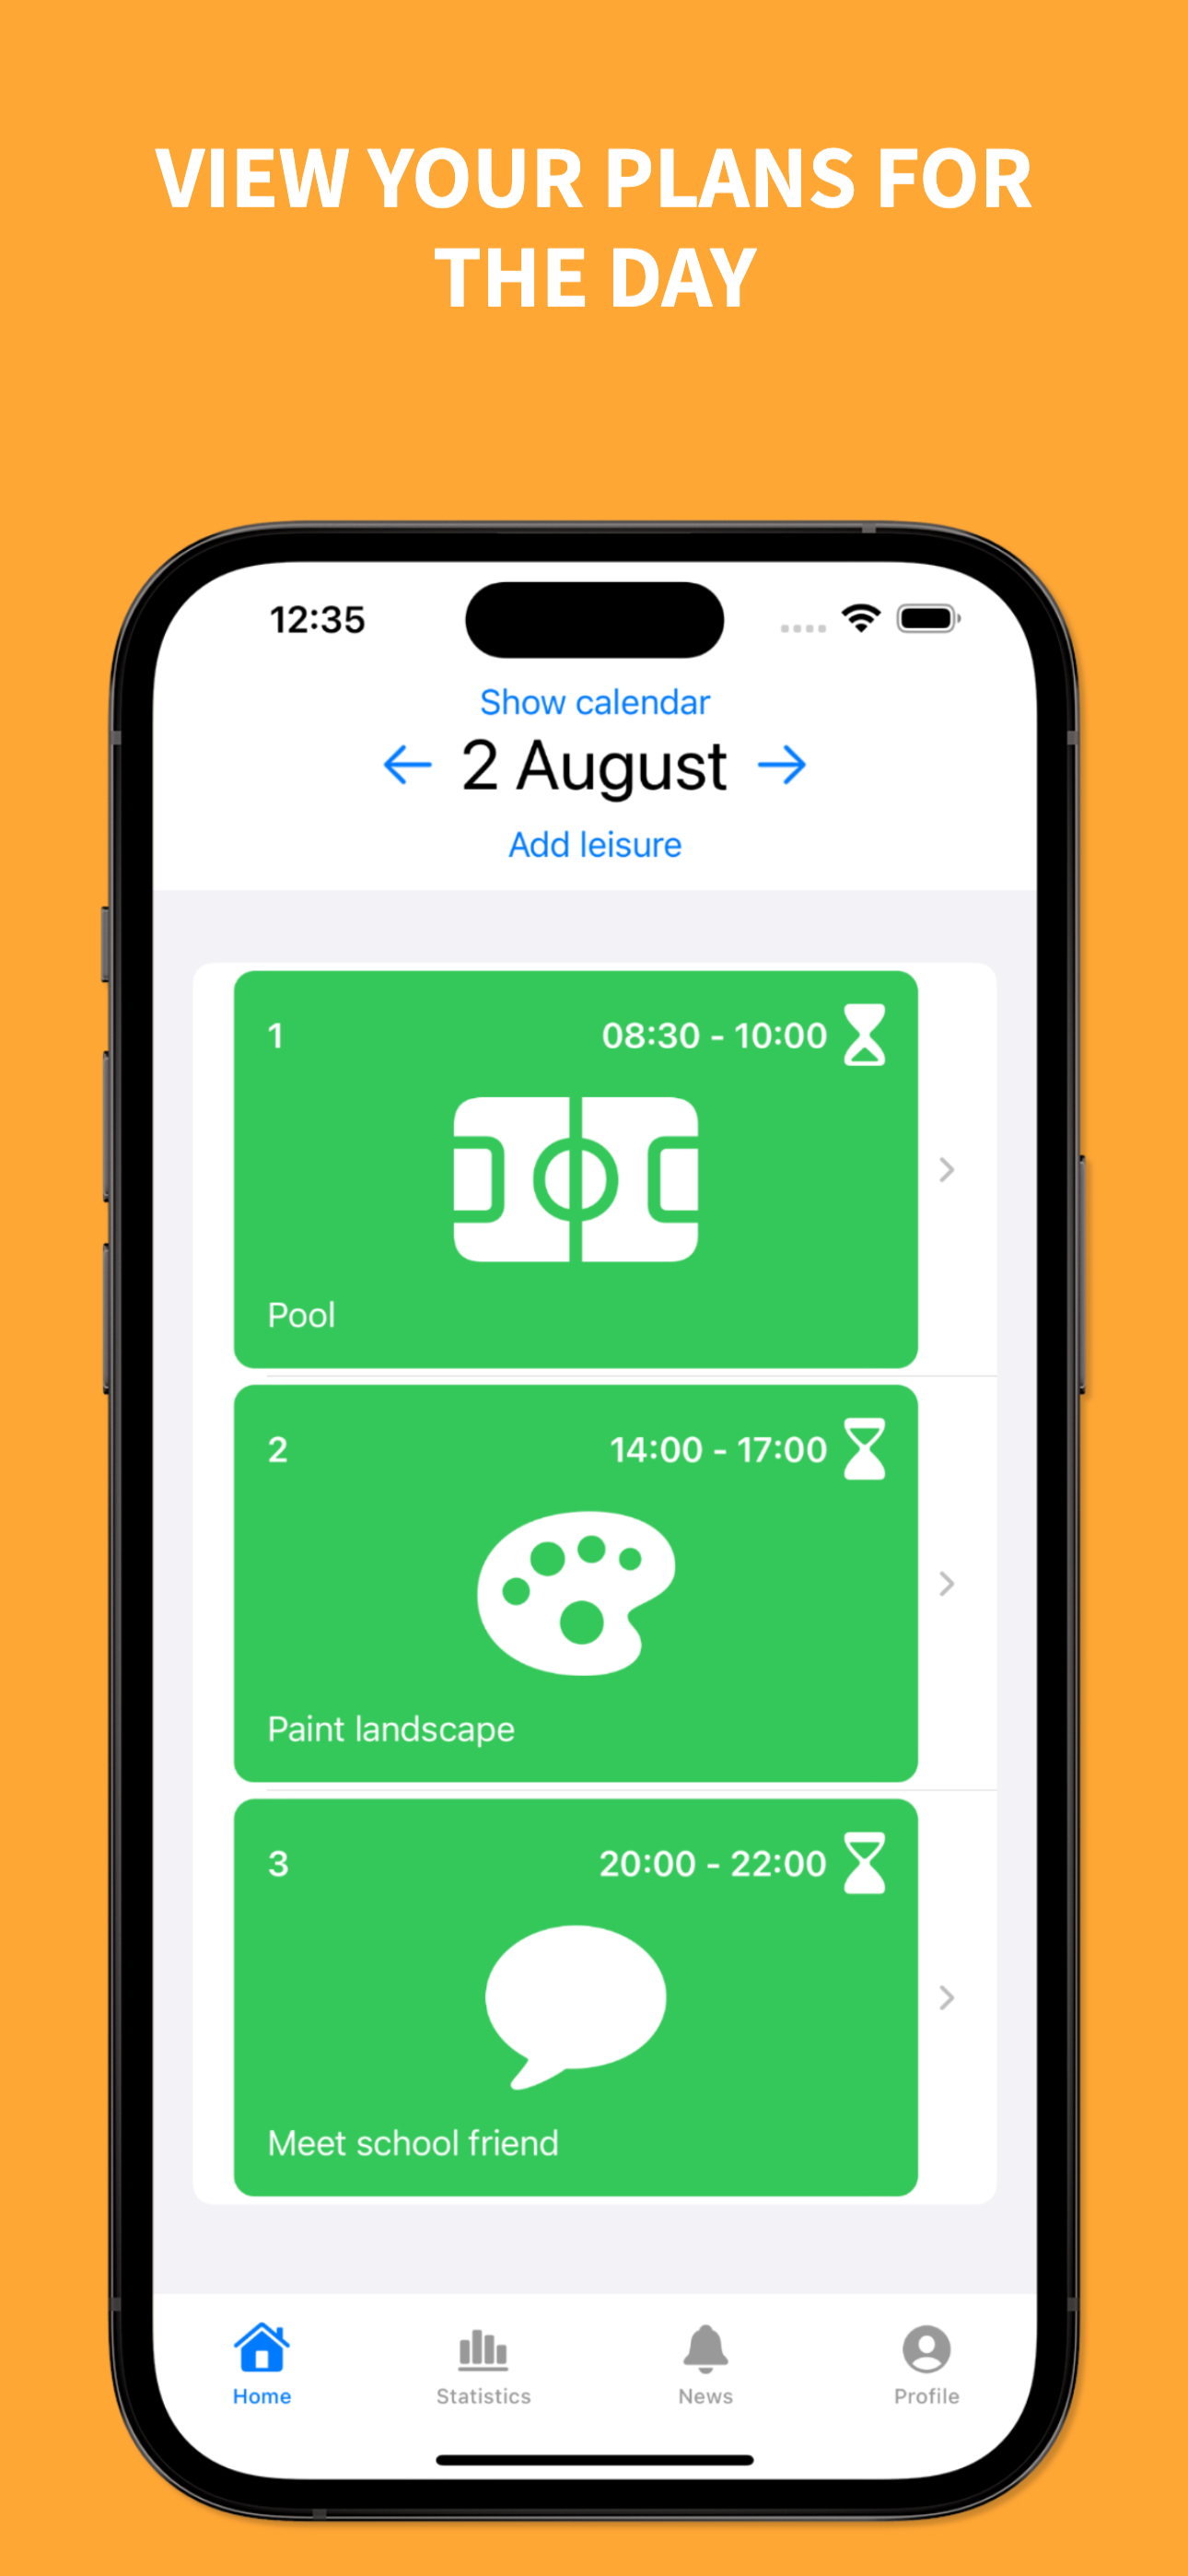 VIEW YOUR PLANS FOR
THE DAY
12:35
Show calendar
2 August
Add leisure
1
08:30 - 10:00
Pool
2
14:00 - 17:00
Paint landscape
3
20:00 - 22:00
Meet school friend
Home
Statistics
News
Profile